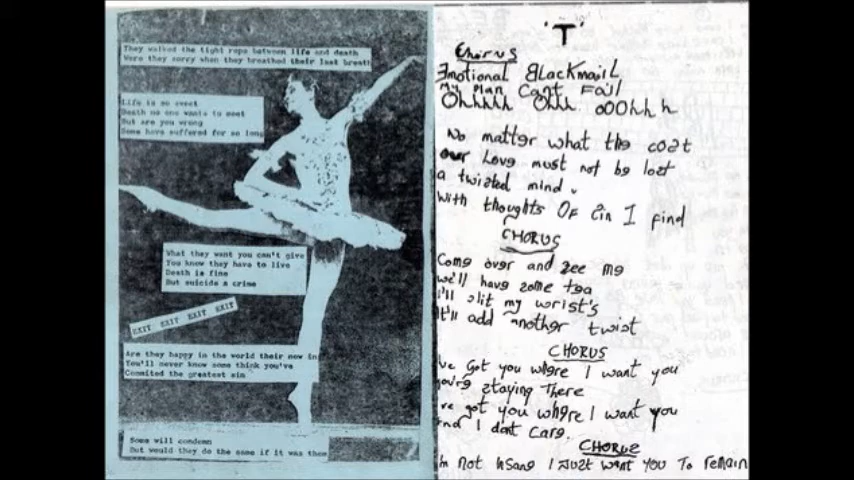 They walked the tight rope between life and death
Were they sorry when they breathed their last breath
Life is so sweet
Death no one wants to meet
But are you wrong
Some have suffered for so long
What they want you can't give
You know they have to live
Death is fine
But suicide a crime
EXIT EXIT EXIT EXIT
Are they happy in the world their now in
You'll never know some think you've
Commited the greatest sin
Some will condemn
But would they do the same if it was them
'T'
Chorus
Emotional Blackmail
My plan Cant Fail
Ohhhhh Ohhh oOOhhh
No matter what the cost
our Love must not be lost
a twisted mind
With thoughts Of Sin I find
CHORUS
Come over and see me
we'll have some tea
I'll slit my wrist's
It'll add another twist
CHORUS
I've Got you where I want you
you're staying There
I've got you where I want you
and I dont Care.
CHORUS
I'm not insane I Just want YOU To remain